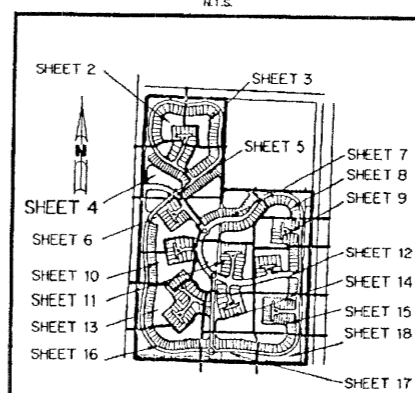 N.T.S.
SHEET 2
SHEET 3
N
SHEET 5
SHEET 7
SHEET 8
SHEET 9
SHEET 4
SHEET 6
SHEET 12
SHEET 10
SHEET 14
SHEET 11
SHEET 13
SHEET 15
SHEET 18
SHEET 16
SHEET 17